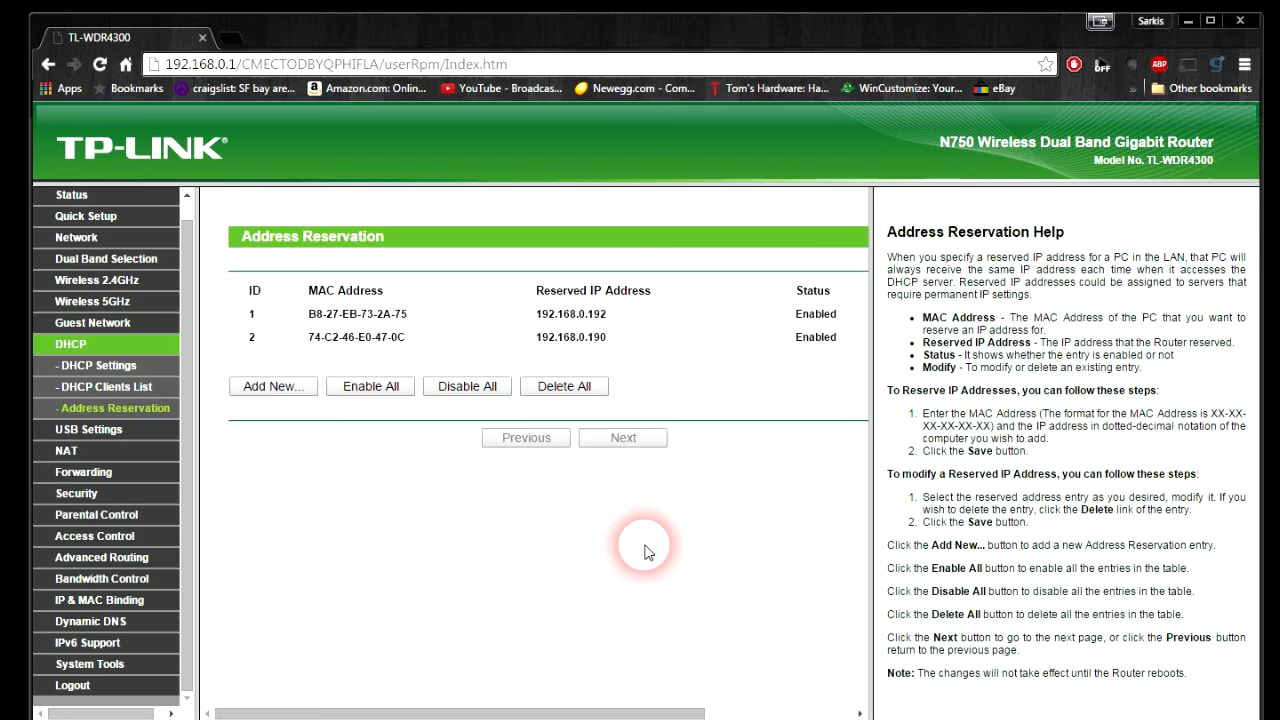 Sarkis
TL-WDR4300
192.168.0.1/CMECTODBYQPHIFLA/userRpm/Index.htm
OFF
ABP
Apps
Bookmarks
craigslist: SF bay are...
Amazon.com: Onlin...
YouTube - Broadcas...
Newegg.com - Com...
Tom's Hardware: Ha...
WinCustomize: Your...
eBay
»
Other bookmarks
TP-LINK®
N750 Wireless Dual Band Gigabit Router
Model No. TL-WDR4300
Status
Quick Setup
Network
Dual Band Selection
Wireless 2.4GHz
Wireless 5GHz
Guest Network
DHCP
- DHCP Settings
- DHCP Clients List
- Address Reservation
USB Settings
NAT
Forwarding
Security
Parental Control
Access Control
Advanced Routing
Bandwidth Control
IP & MAC Binding
Dynamic DNS
IPv6 Support
System Tools
Logout
Address Reservation
ID MAC Address Reserved IP Address Status
1 B8-27-EB-73-2A-75 192.168.0.192 Enabled
2 74-C2-46-E0-47-0C 192.168.0.190 Enabled
Add New... Enable All Disable All Delete All
Previous Next
Address Reservation Help
When you specify a reserved IP address for a PC in the LAN, that PC will
always receive the same IP address each time when it accesses the
DHCP server. Reserved IP addresses could be assigned to servers that
require permanent IP settings.
• MAC Address - The MAC Address of the PC that you want to
reserve an IP address for.
• Reserved IP Address - The IP address that the Router reserved.
• Status - It shows whether the entry is enabled or not
• Modify - To modify or delete an existing entry.
To Reserve IP Addresses, you can follow these steps:
1. Enter the MAC Address (The format for the MAC Address is XX-XX-
XX-XX-XX-XX) and the IP address in dotted-decimal notation of the
computer you wish to add.
2. Click the Save button.
To modify a Reserved IP Address, you can follow these steps:
1. Select the reserved address entry as you desired, modify it. If you
wish to delete the entry, click the Delete link of the entry.
2. Click the Save button.
Click the Add New... button to add a new Address Reservation entry.
Click the Enable All button to enable all the entries in the table.
Click the Disable All button to disable all the entries in the table.
Click the Delete All button to delete all the entries in the table.
Click the Next button to go to the next page, or click the Previous button
return to the previous page.
Note: The changes will not take effect until the Router reboots.